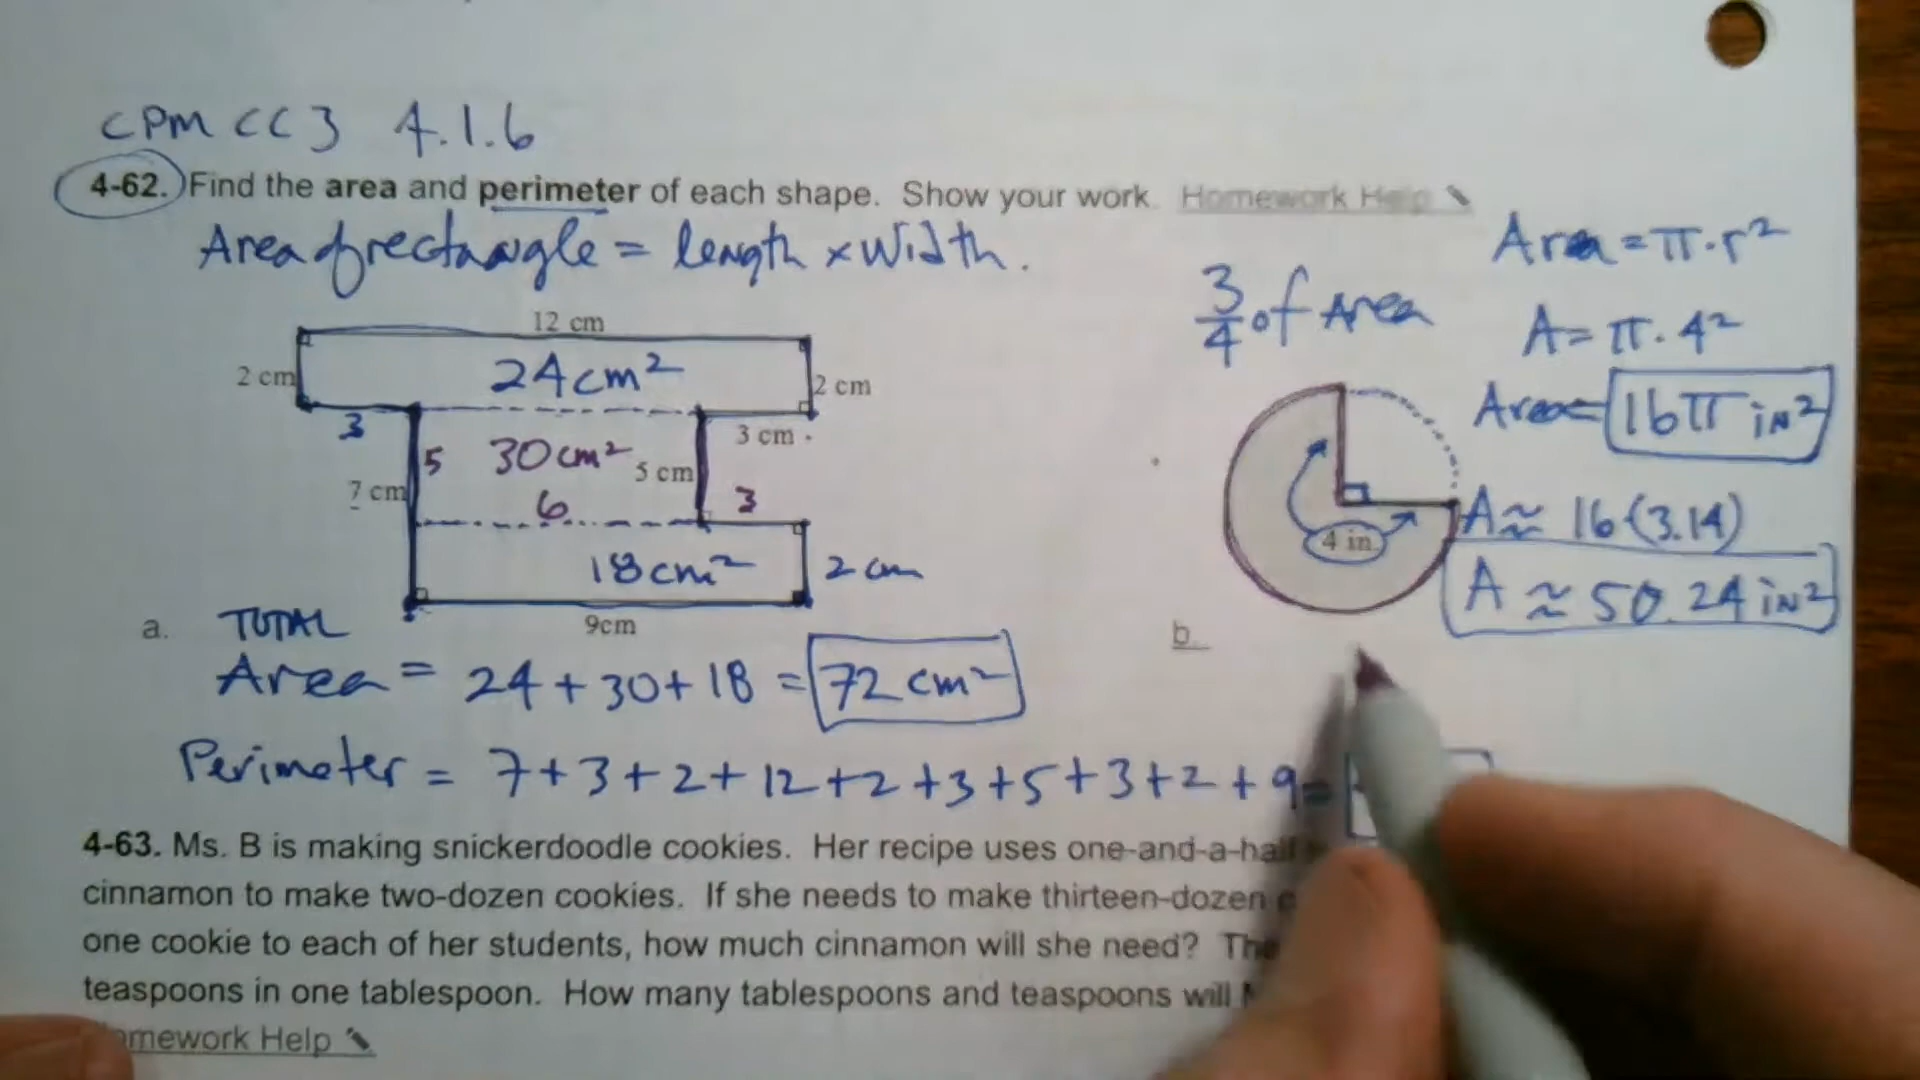 CPM CC3 4.1.6
4-62. Find the area and perimeter of each shape. Show your work. Homework Help
Area of rectangle = length × width.
12 cm
2 cm
24 cm²
2 cm
3
3 cm
5
30 cm²
5 cm
7 cm
6
3
18 cm²
2 cm
9cm
a.
TOTAL
Area = 24 + 30 + 18 = 72 cm²
Perimeter = 7 + 3 + 2 + 12 + 2 + 3 + 5 + 3 + 2 + 9 =
3/4 of Area
Area = π·r²
A = π·4²
Area = 16π in²
4 in
A ≈ 16(3.14)
A ≈ 50.24 in²
b.
4-63. Ms. B is making snickerdoodle cookies. Her recipe uses one-and-a-half
cinnamon to make two-dozen cookies. If she needs to make thirteen-dozen
one cookie to each of her students, how much cinnamon will she need?
teaspoons in one tablespoon. How many tablespoons and teaspoons will
Homework Help